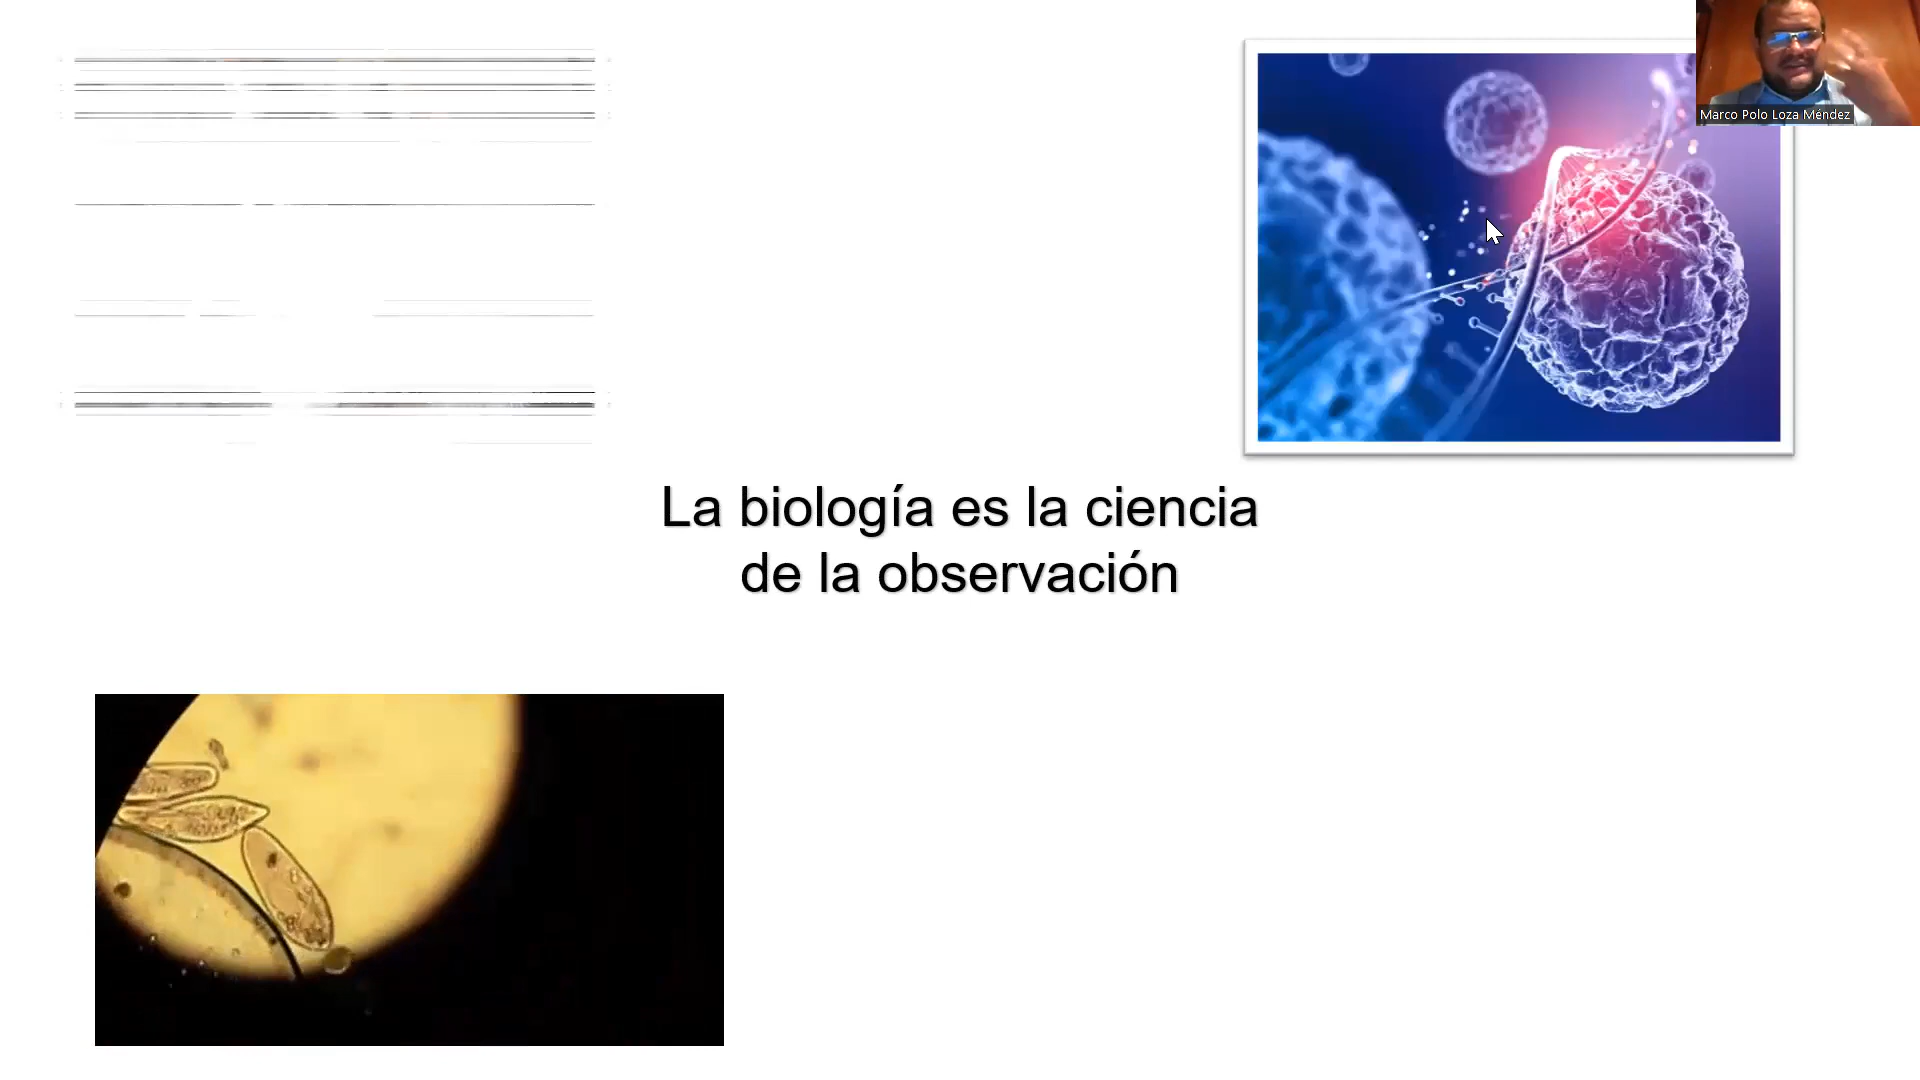 Marco Polo Loza Méndez
La biología es la ciencia
de la observación